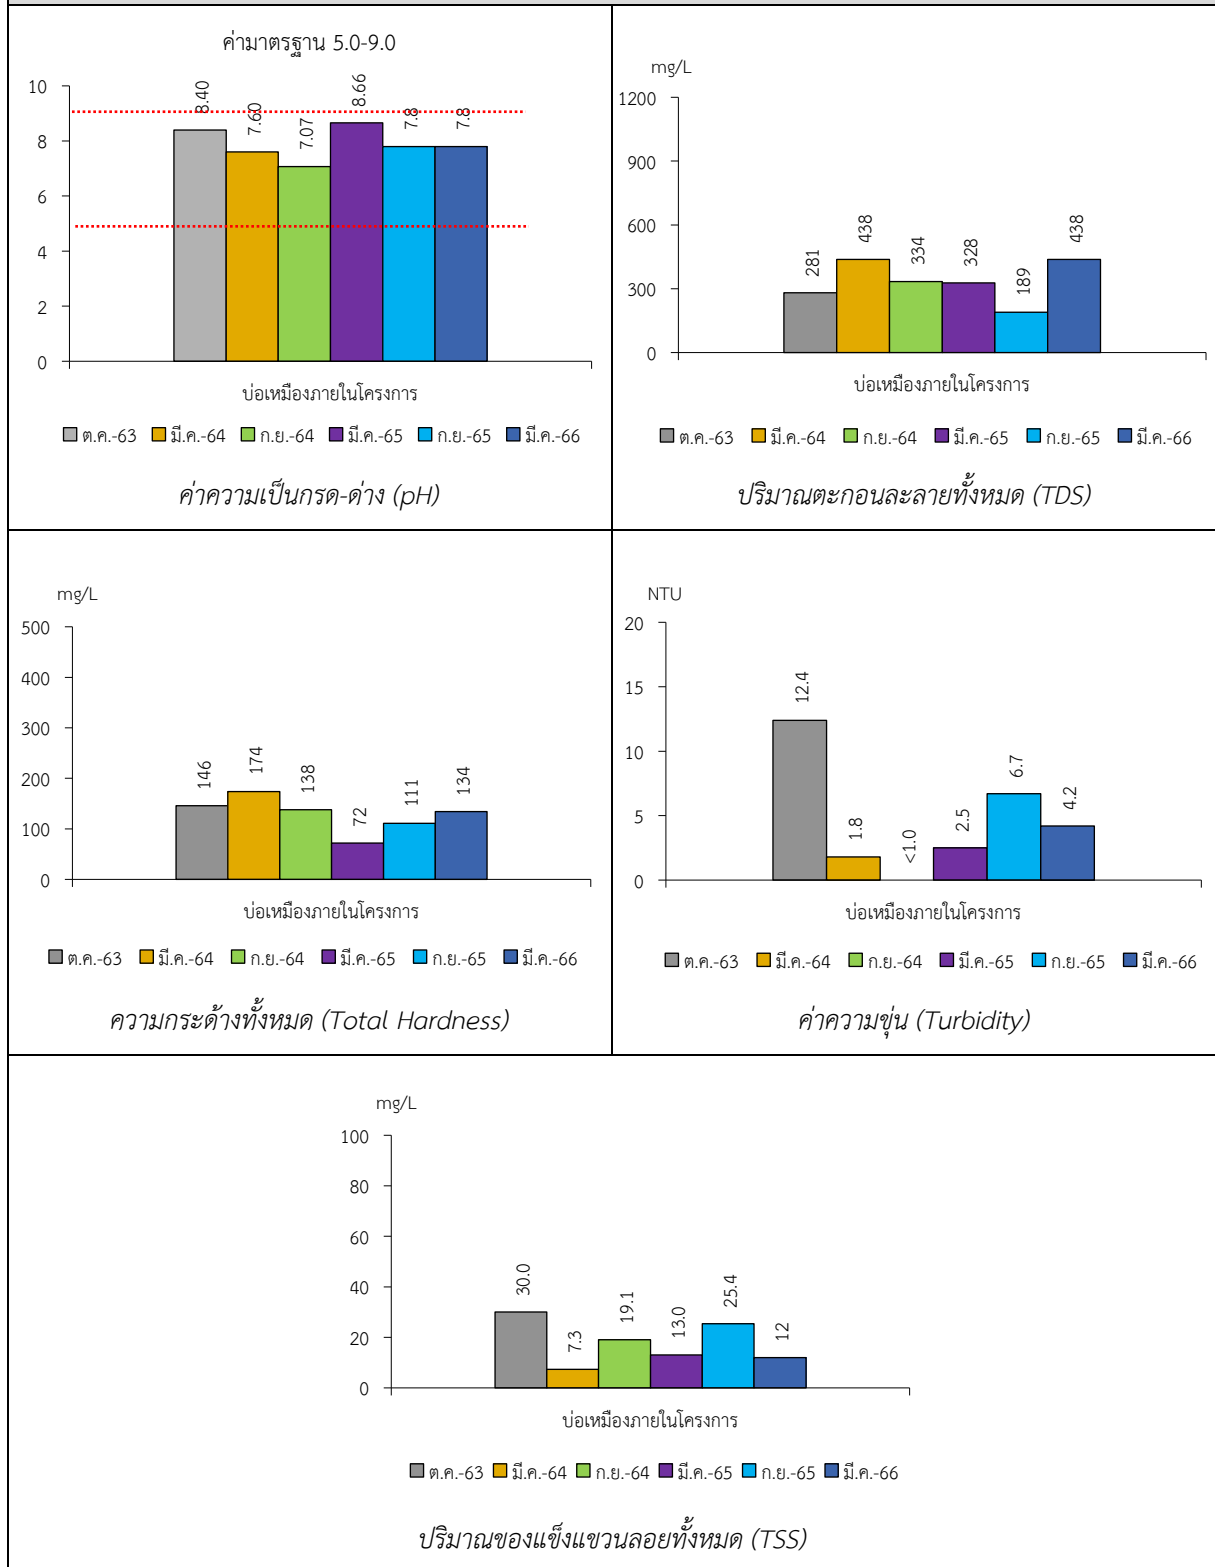 ค่ามาตรฐาน 5.0-9.0
10
8
6
4
2
0
8.40
7.60
7.07
8.66
7.8
7.8
บ่อเหมืองภายในโครงการ
ต.ค.-63 มี.ค.-64 ก.ย.-64 มี.ค.-65 ก.ย.-65 มี.ค.-66
ค่าความเป็นกรด-ด่าง (pH)
mg/L
1200
900
600
300
0
281
438
334
328
189
438
บ่อเหมืองภายในโครงการ
ต.ค.-63 มี.ค.-64 ก.ย.-64 มี.ค.-65 ก.ย.-65 มี.ค.-66
ปริมาณตะกอนละลายทั้งหมด (TDS)
mg/L
500
400
300
200
100
0
146
174
138
72
111
134
บ่อเหมืองภายในโครงการ
ต.ค.-63 มี.ค.-64 ก.ย.-64 มี.ค.-65 ก.ย.-65 มี.ค.-66
ความกระด้างทั้งหมด (Total Hardness)
NTU
20
15
10
5
0
12.4
1.8
<1.0
2.5
6.7
4.2
บ่อเหมืองภายในโครงการ
ต.ค.-63 มี.ค.-64 ก.ย.-64 มี.ค.-65 ก.ย.-65 มี.ค.-66
ค่าความขุ่น (Turbidity)
mg/L
100
80
60
40
20
0
30.0
7.3
19.1
13.0
25.4
12
บ่อเหมืองภายในโครงการ
ต.ค.-63 มี.ค.-64 ก.ย.-64 มี.ค.-65 ก.ย.-65 มี.ค.-66
ปริมาณของแข็งแขวนลอยทั้งหมด (TSS)